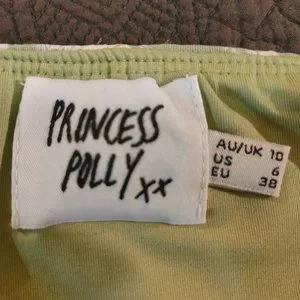 PRINCESS
POLLY xx
AU/UK 10
US 6
EU 38